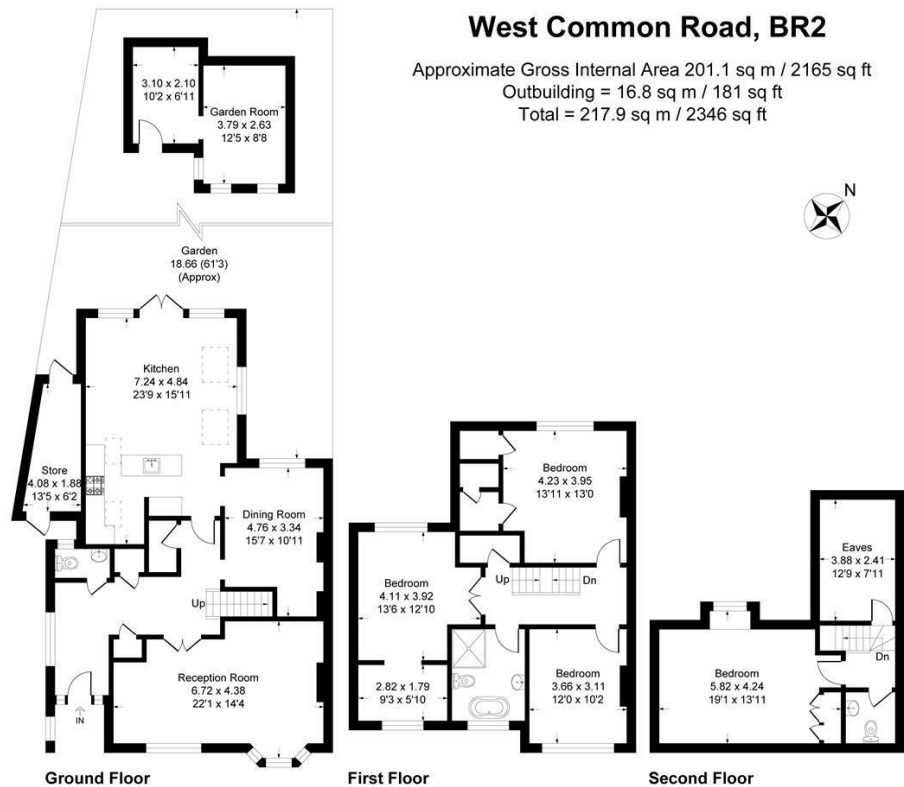 West Common Road, BR2
Approximate Gross Internal Area 201.1 sq m / 2165 sq ft
Outbuilding = 16.8 sq m / 181 sq ft
Total = 217.9 sq m / 2346 sq ft
N
3.10 x 2.10
10'2 x 6'11
Garden Room
3.79 x 2.63
12'5 x 8'8
Garden
18.66 (61'3)
(Approx)
Kitchen
7.24 x 4.84
23'9 x 15'11
Store
4.08 x 1.88
13'5 x 6'2
Dining Room
4.76 x 3.34
15'7 x 10'11
Up
Reception Room
6.72 x 4.38
22'1 x 14'4
IN
Ground Floor
Bedroom
4.23 x 3.95
13'11 x 13'0
Bedroom
4.11 x 3.92
13'6 x 12'10
Up
Dn
2.82 x 1.79
9'3 x 5'10
Bedroom
3.66 x 3.11
12'0 x 10'2
First Floor
Eaves
3.88 x 2.41
12'9 x 7'11
Bedroom
5.82 x 4.24
19'1 x 13'11
Dn
Second Floor